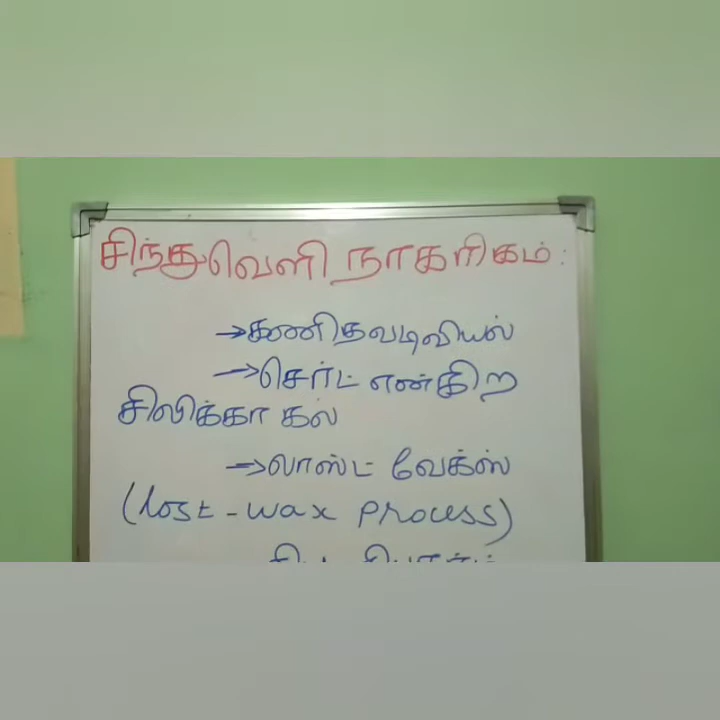 சிந்துவெளி நாகரிகம் :
→கணிதவடிவியல்
→செர்ட் என்கிற
சிலிக்கா கல்
→லாஸ்ட் வேக்ஸ்
(lost-wax process)